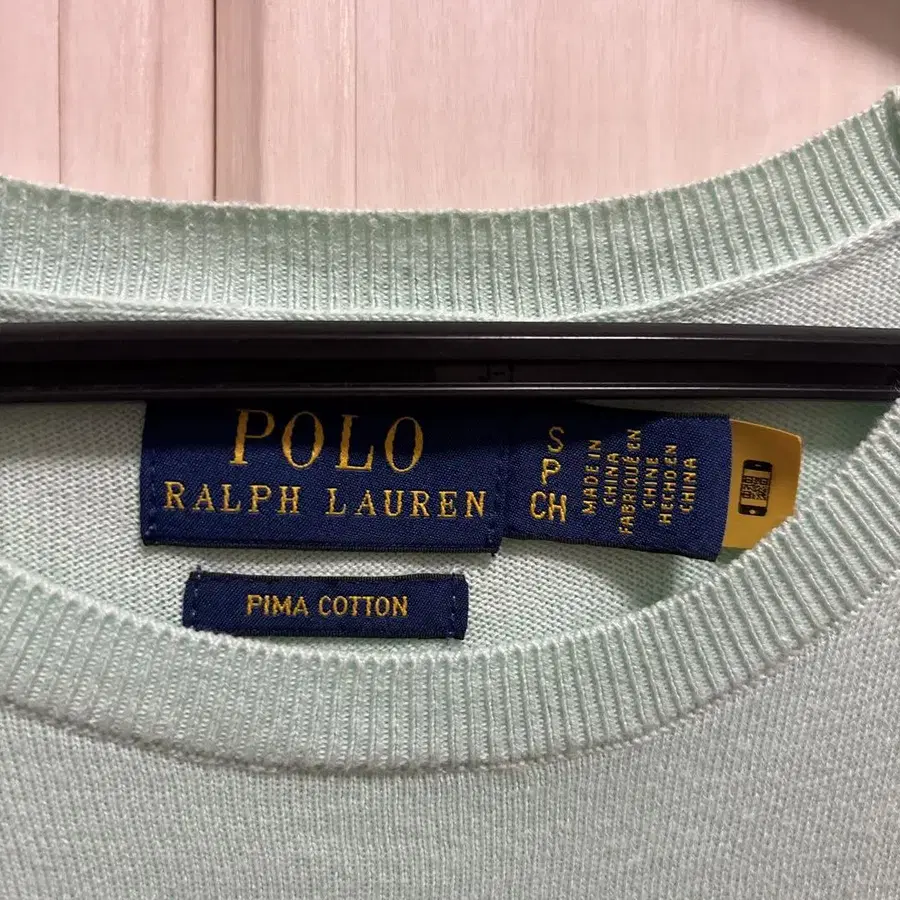 POLO
RALPH LAUREN
PIMA COTTON
S
P
CH
MADE IN
CHINA
FABRIQUÉ EN
CHINE
HECHO EN
CHINA